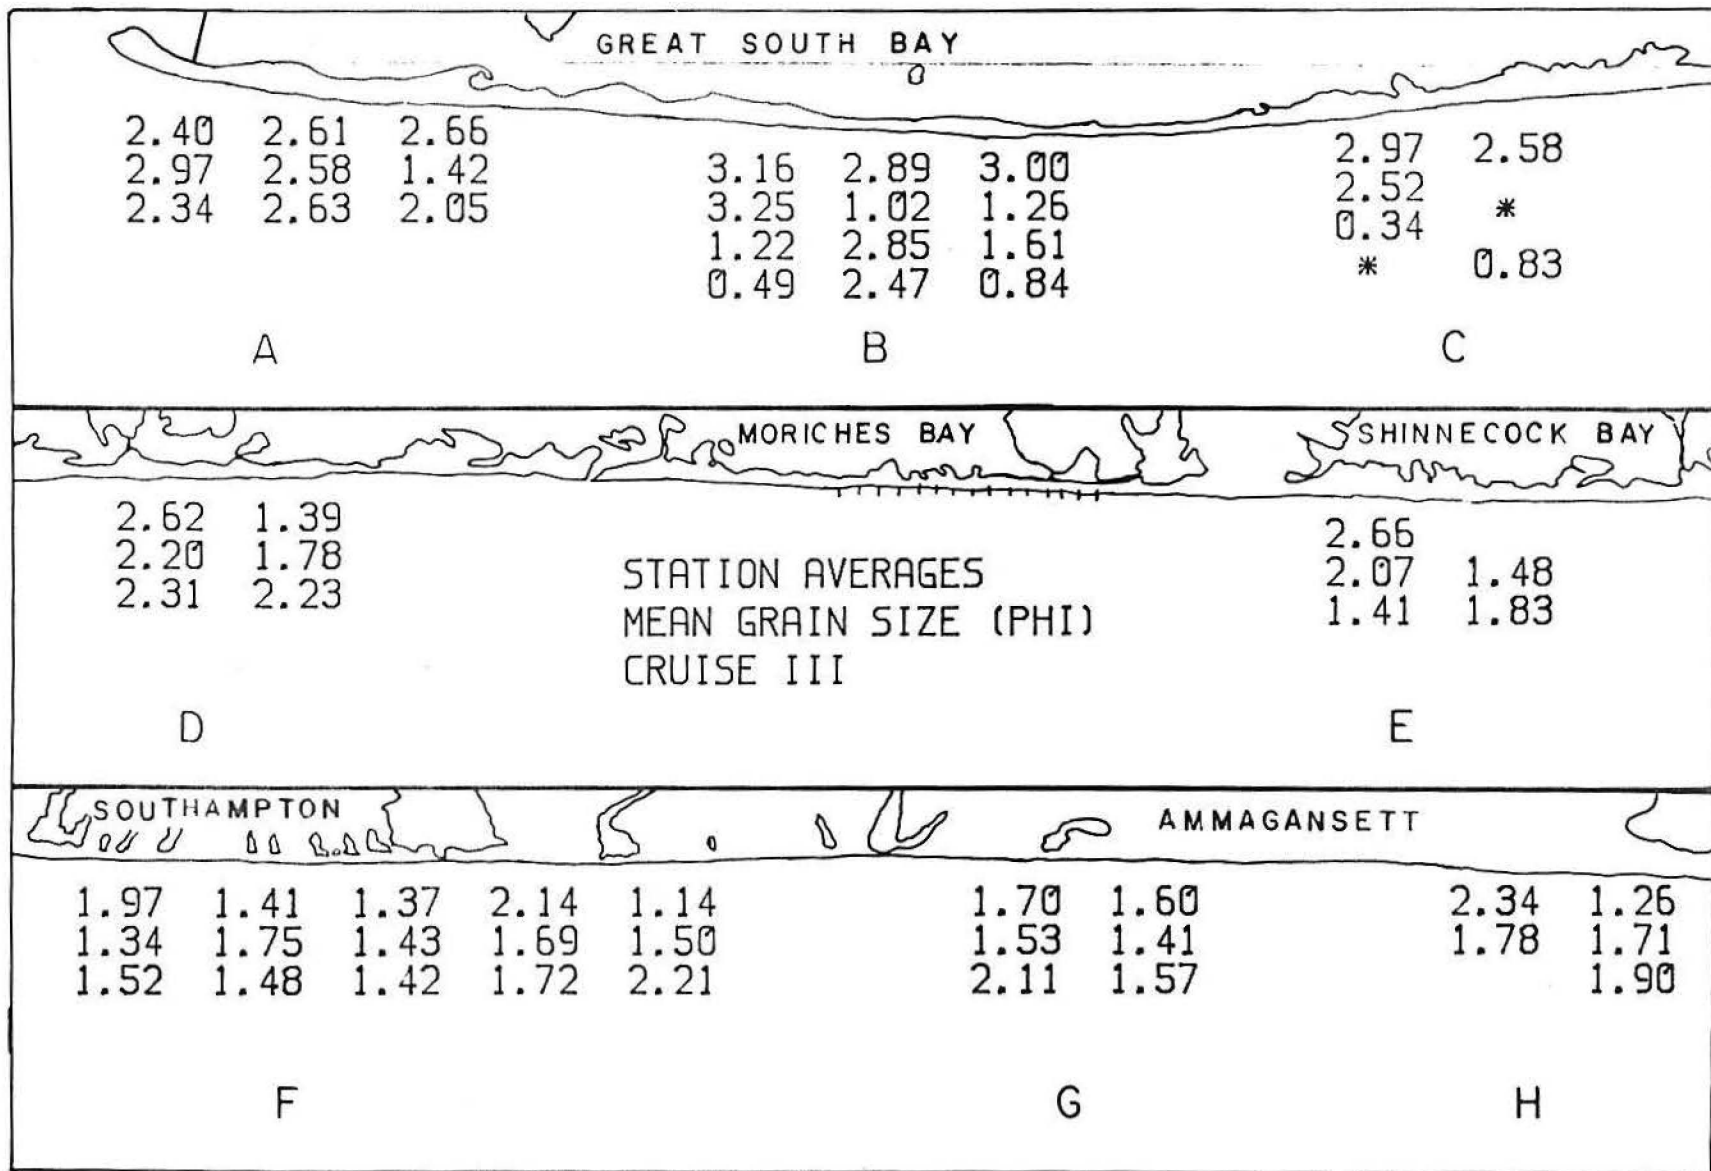 GREAT SOUTH BAY
2.40 2.61 2.66
2.97 2.58 1.42
2.34 2.63 2.05
3.16 2.89 3.00
3.25 1.02 1.26
1.22 2.85 1.61
0.49 2.47 0.84
2.97 2.58
2.52
*
0.34
* 0.83
A B C
MORICHES BAY
SHINNECOCK BAY
2.62 1.39
2.20 1.78
2.31 2.23
STATION AVERAGES
MEAN GRAIN SIZE (PHI)
CRUISE III
2.66
2.07 1.48
1.41 1.83
D E
SOUTHAMPTON
AMMAGANSETT
1.97 1.41 1.37 2.14 1.14
1.34 1.75 1.43 1.69 1.50
1.52 1.48 1.42 1.72 2.21
1.70 1.60
1.53 1.41
2.11 1.57
2.34 1.26
1.78 1.71
1.90
F G H